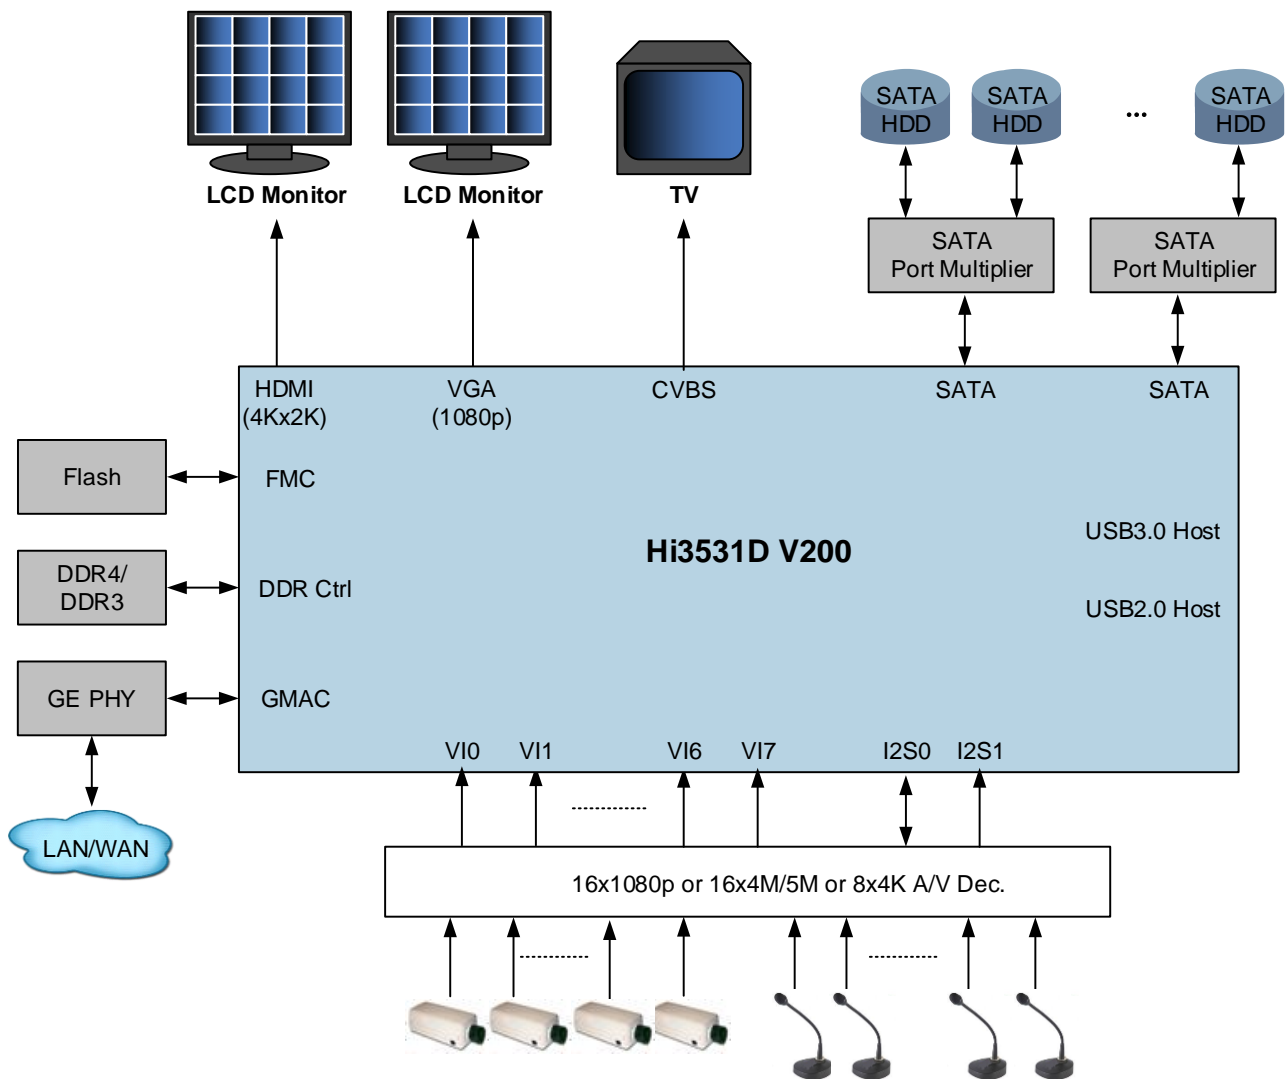 SATA
HDD
SATA
HDD
...
SATA
HDD
LCD Monitor
LCD Monitor
TV
SATA
Port Multiplier
SATA
Port Multiplier
HDMI
(4Kx2K)
VGA
(1080p)
CVBS
SATA
SATA
Flash
FMC
Hi3531D V200
USB3.0 Host
DDR4/
DDR3
DDR Ctrl
USB2.0 Host
GE PHY
GMAC
VI0
VI1
VI6
VI7
I2S0
I2S1
LAN/WAN
16x1080p or 16x4M/5M or 8x4K A/V Dec.